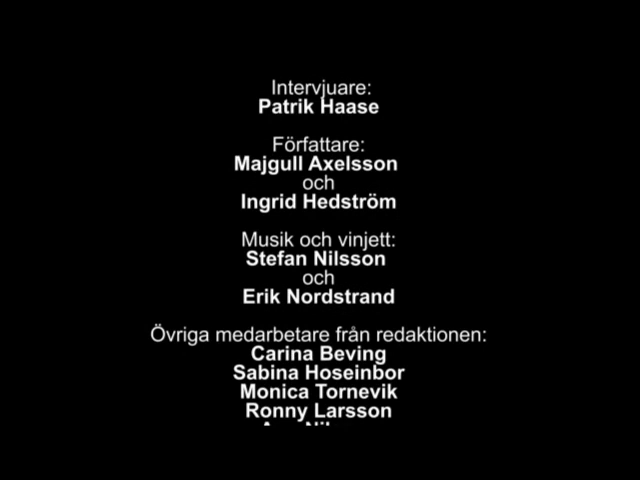 Intervjuare:
Patrik Haase
Författare:
Majgull Axelsson
och
Ingrid Hedström
Musik och vinjett:
Stefan Nilsson
och
Erik Nordstrand
Övriga medarbetare från redaktionen:
Carina Beving
Sabina Hoseinbor
Monica Tornevik
Ronny Larsson